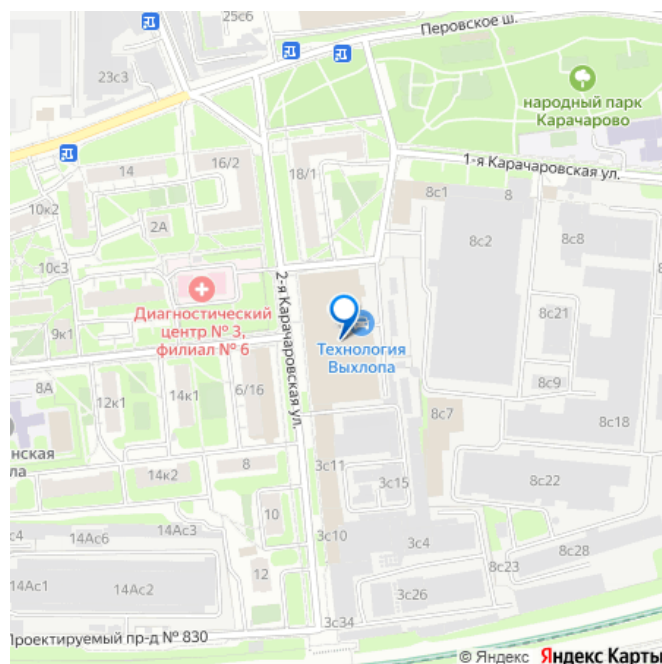 25с6
Перовское ш.
23с3
народный парк
Карачарово
16/2
14
18/1
1-я Карачаровская ул.
8с1
8
10к2
2А
8с2
8с8
10с3
Диагностический
центр № 3,
филиал № 6
2-я Карачаровская ул.
8с21
9к1
Технология
Выхлопа
8с9
8А
12к1
14к1
6/16
8с7
8с18
нская
ла
14к2
8
3с11
3с15
8с22
10
с4
14Ас6
14Ас3
3с10
3с4
8с28
8с23
14Ас1
14Ас2
12
3с26
3с34
Проектируемый пр-д № 830
© Яндекс Яндекс Карты